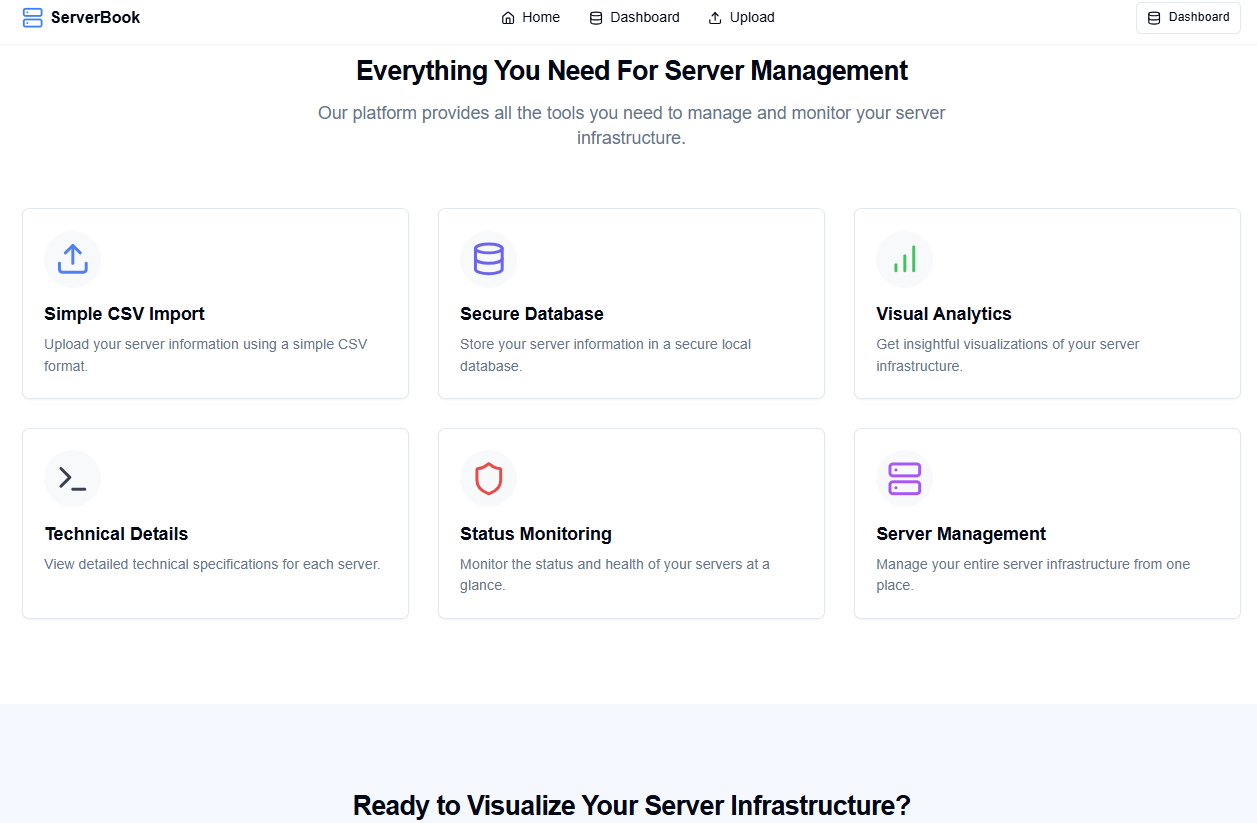 ServerBook
Home
Dashboard
Upload
Dashboard
Everything You Need For Server Management
Our platform provides all the tools you need to manage and monitor your server
infrastructure.
Simple CSV Import
Upload your server information using a simple CSV
format.
Secure Database
Store your server information in a secure local
database.
Visual Analytics
Get insightful visualizations of your server
infrastructure.
Technical Details
View detailed technical specifications for each server.
Status Monitoring
Monitor the status and health of your servers at a
glance.
Server Management
Manage your entire server infrastructure from one
place.
Ready to Visualize Your Server Infrastructure?